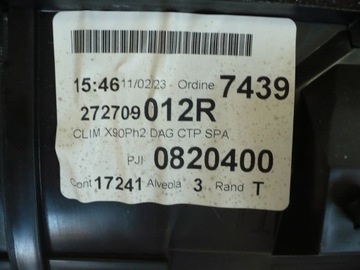 15:46 11/02/23 - Ordine 7439
272709012R
CLIM X90Ph2 DAG CTP SPA
PJI 0820400
Cont 17241 Alveola 3 Rand T